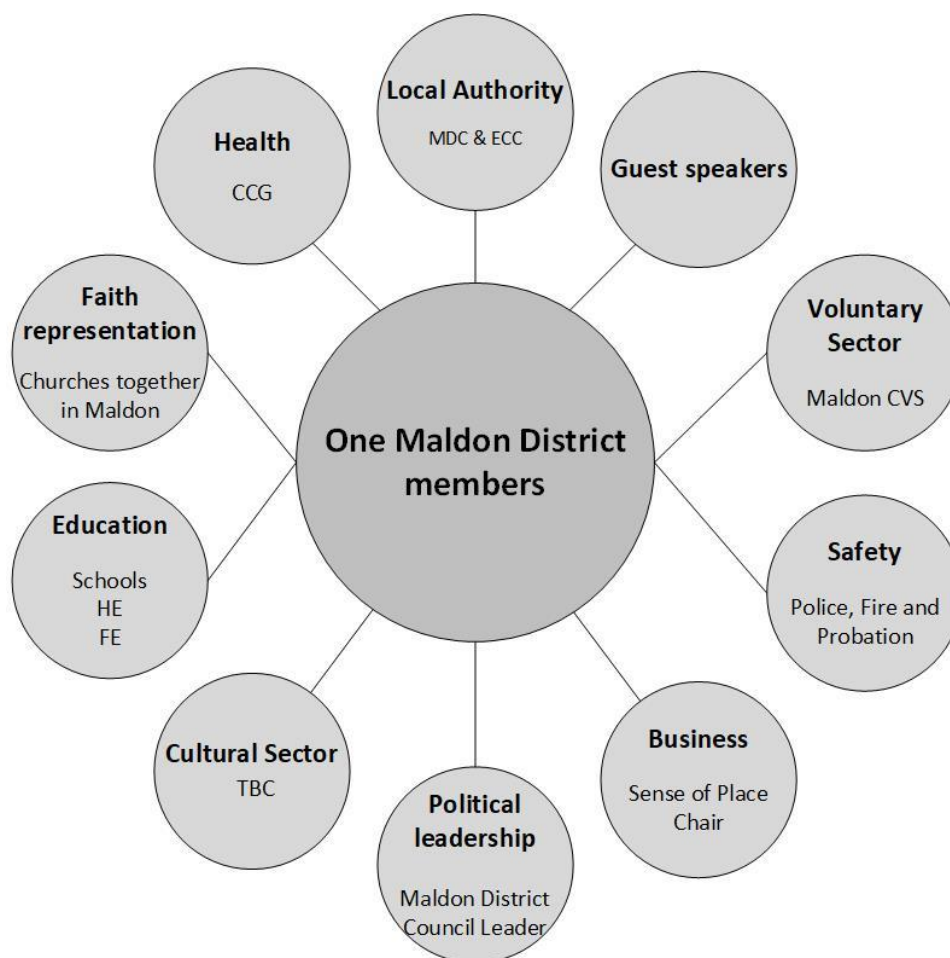 Local Authority
MDC & ECC
Guest speakers
Voluntary
Sector
Maldon CVS
Safety
Police, Fire and
Probation
Business
Sense of Place
Chair
Political
leadership
Maldon District
Council Leader
Cultural Sector
TBC
Education
Schools
HE
FE
Faith
representation
Churches together
in Maldon
Health
CCG
One Maldon District
members